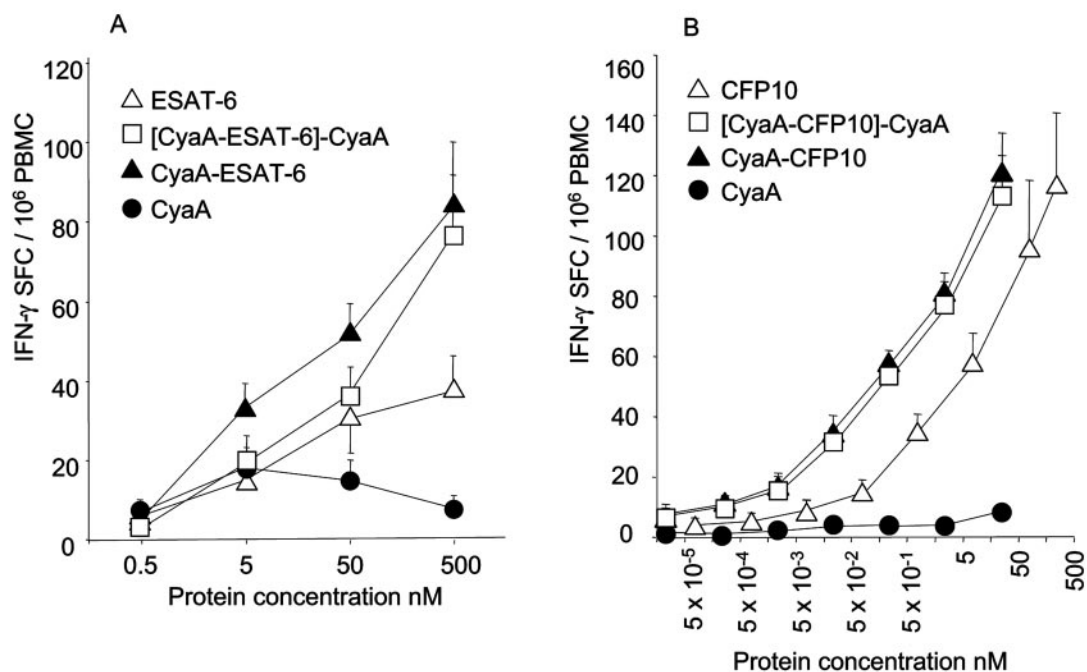 A
IFN-γ SFC / 10⁶ PBMC
120
100
80
60
40
20
0
ESAT-6
[CyaA-ESAT-6]-CyaA
CyaA-ESAT-6
CyaA
0.5 5 50 500
Protein concentration nM
B
IFN-γ SFC / 10⁶ PBMC
160
140
120
100
80
60
40
20
0
CFP10
[CyaA-CFP10]-CyaA
CyaA-CFP10
CyaA
5 x 10⁻⁵
5 x 10⁻⁴
5 x 10⁻³
5 x 10⁻²
5 x 10⁻¹
5
50
500
Protein concentration nM